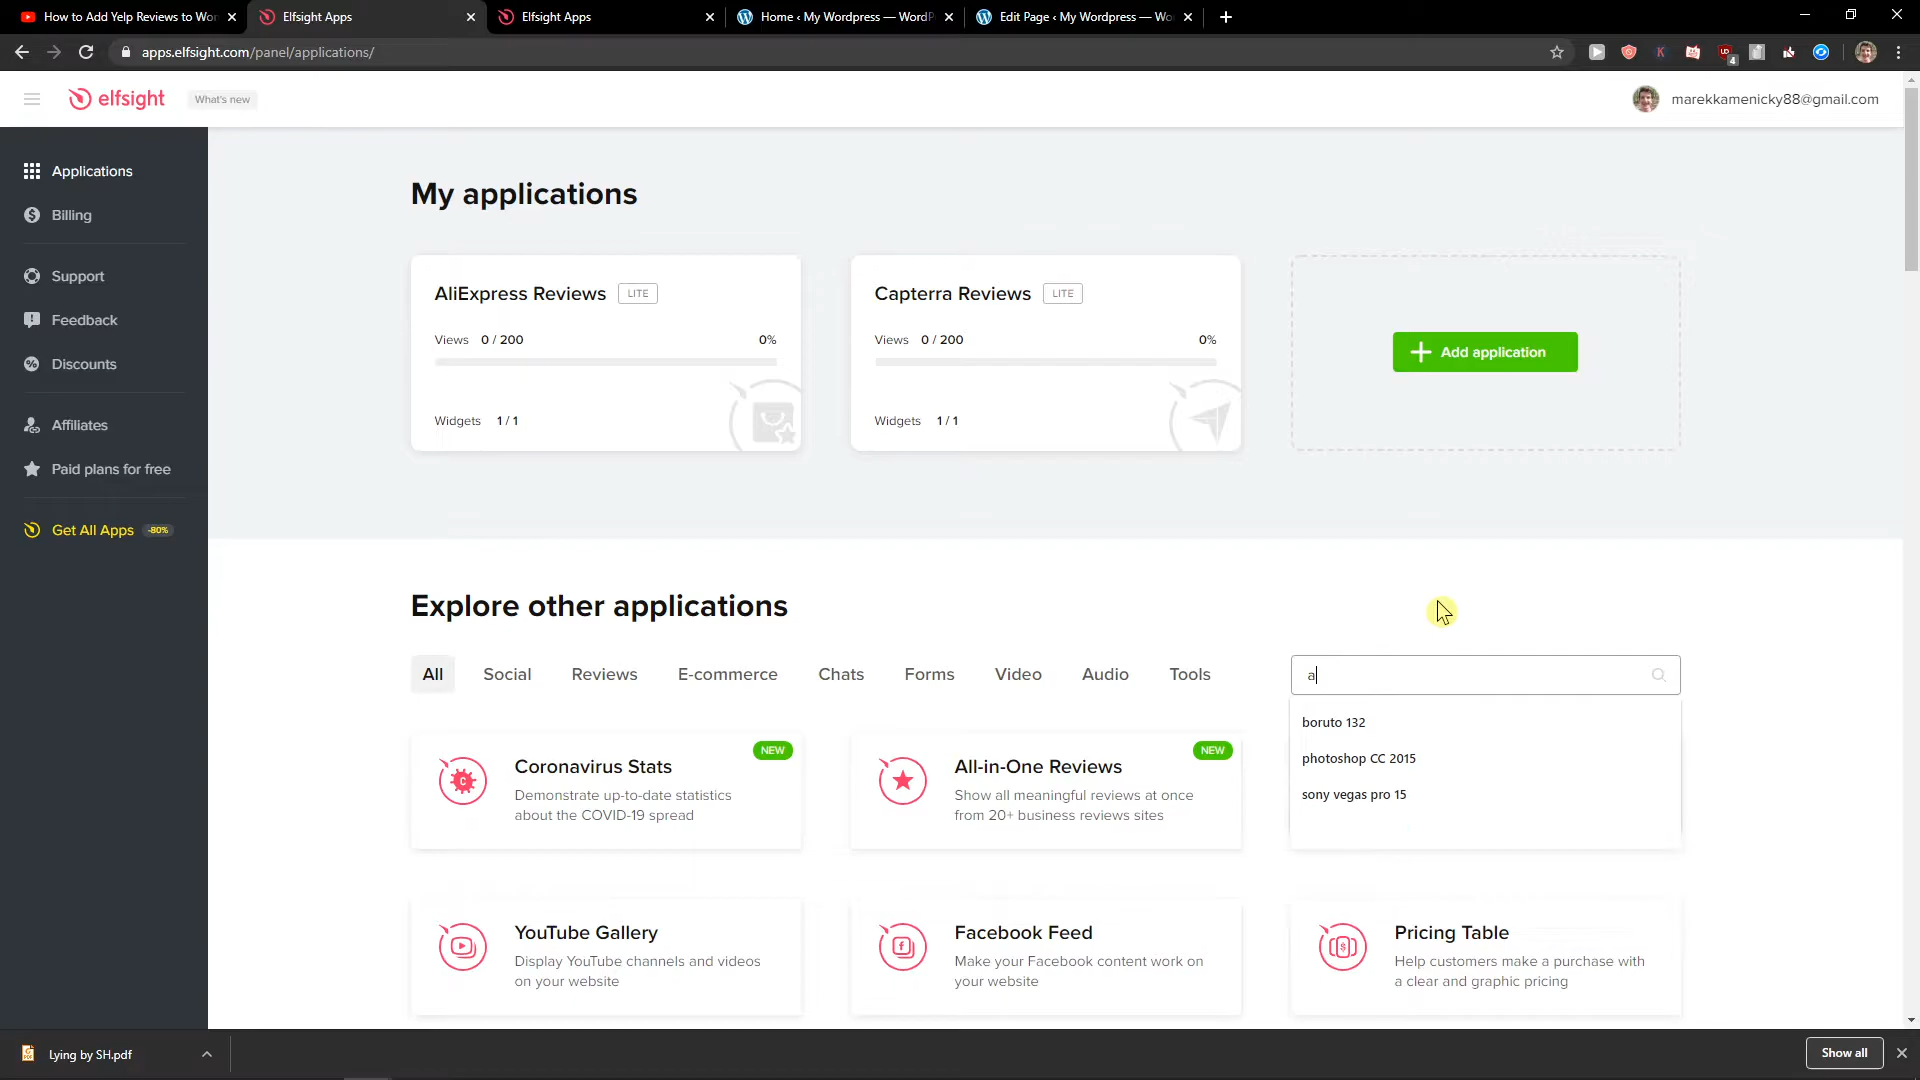 How to Add Yelp Reviews to Wor
Elfsight Apps
Elfsight Apps
Home ‹ My Wordpress — WordP
Edit Page ‹ My Wordpress — Wo
apps.elfsight.com/panel/applications/
4
elfsight
What's new
marekkamenicky88@gmail.com
Applications
Billing
Support
Feedback
Discounts
Affiliates
Paid plans for free
Get All Apps -80%
My applications
AliExpress Reviews LITE
Views 0 / 200 0%
Widgets 1 / 1
Capterra Reviews LITE
Views 0 / 200 0%
Widgets 1 / 1
Add application
Explore other applications
All Social Reviews E-commerce Chats Forms Video Audio Tools
a
boruto 132
photoshop CC 2015
sony vegas pro 15
NEW
Coronavirus Stats
Demonstrate up-to-date statistics
about the COVID-19 spread
NEW
All-in-One Reviews
Show all meaningful reviews at once
from 20+ business reviews sites
YouTube Gallery
Display YouTube channels and videos
on your website
Facebook Feed
Make your Facebook content work on
your website
Pricing Table
Help customers make a purchase with
a clear and graphic pricing
Lying by SH.pdf
Show all